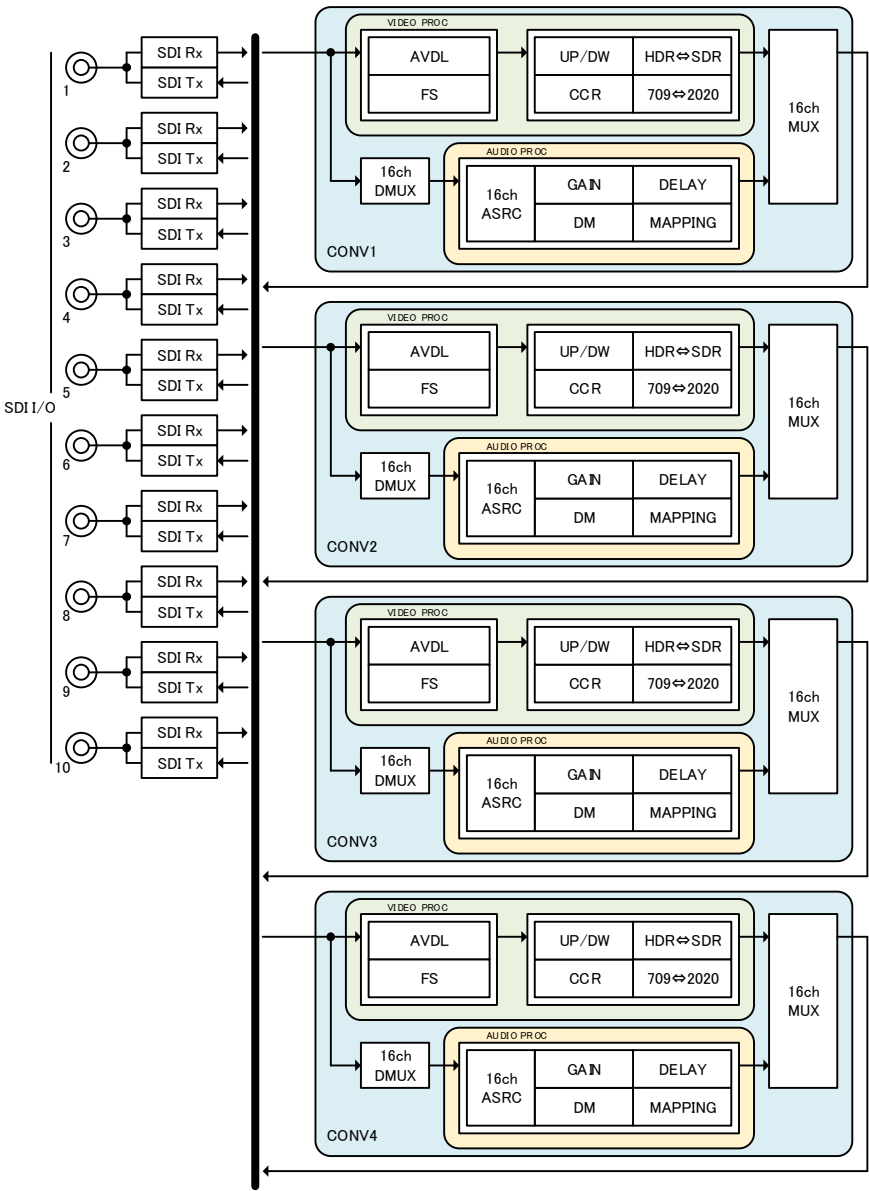 SDI I/O
1
SDI Rx
SDI Tx
2
SDI Rx
SDI Tx
3
SDI Rx
SDI Tx
4
SDI Rx
SDI Tx
5
SDI Rx
SDI Tx
6
SDI Rx
SDI Tx
7
SDI Rx
SDI Tx
8
SDI Rx
SDI Tx
9
SDI Rx
SDI Tx
10
SDI Rx
SDI Tx
VIDEO PROC
AVDL
FS
UP/DW
HDR⇔SDR
CCR
709⇔2020
16ch
MUX
16ch
DMUX
AUDIO PROC
16ch
ASRC
GAIN
DELAY
DM
MAPPING
CONV1
VIDEO PROC
AVDL
FS
UP/DW
HDR⇔SDR
CCR
709⇔2020
16ch
MUX
16ch
DMUX
AUDIO PROC
16ch
ASRC
GAIN
DELAY
DM
MAPPING
CONV2
VIDEO PROC
AVDL
FS
UP/DW
HDR⇔SDR
CCR
709⇔2020
16ch
MUX
16ch
DMUX
AUDIO PROC
16ch
ASRC
GAIN
DELAY
DM
MAPPING
CONV3
VIDEO PROC
AVDL
FS
UP/DW
HDR⇔SDR
CCR
709⇔2020
16ch
MUX
16ch
DMUX
AUDIO PROC
16ch
ASRC
GAIN
DELAY
DM
MAPPING
CONV4